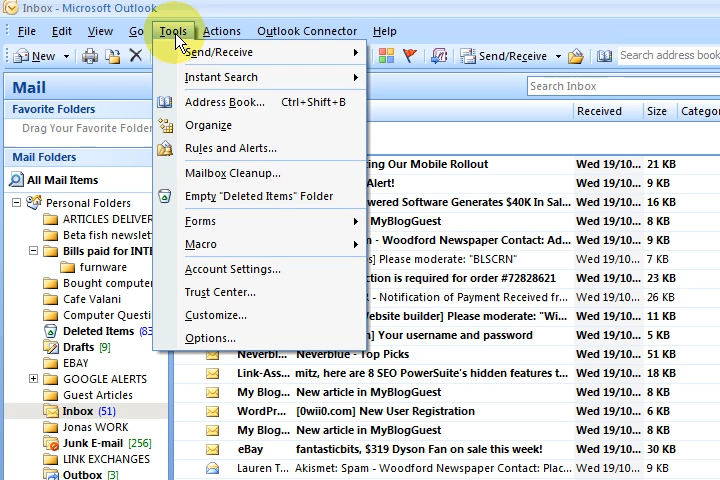 Inbox - Microsoft Outlook
File Edit View Go Tools Actions Outlook Connector Help
New Send/Receive Search address book
Mail
Favorite Folders
Drag Your Favorite Folder
Mail Folders
All Mail Items
Personal Folders
ARTICLES DELIVER
Beta fish newslett
Bills paid for INTE
furnware
Bought computer
Cafe Valani
Computer Questi
Deleted Items (83
Drafts [9]
EBAY
GOOGLE ALERTS
Guest Articles
Inbox (51)
Jonas WORK
Junk E-mail [256]
LINK EXCHANGES
Outbox [3]
Send/Receive
Instant Search
Address Book... Ctrl+Shift+B
Organize
Rules and Alerts...
Mailbox Cleanup...
Empty "Deleted Items" Folder
Forms
Macro
Account Settings...
Trust Center...
Customize...
Options...
Search Inbox
Received Size Categor
ting Our Mobile Rollout Wed 19/10... 21 KB
Alert! Wed 19/10... 9 KB
owered Software Generates $40K In Sal... Wed 19/10... 16 KB
MyBlogGuest Wed 19/10... 8 KB
- Woodford Newspaper Contact: Ad... Wed 19/10... 9 KB
s] Please moderate: "BLSCRN" Wed 19/10... 7 KB
ction is required for order #72828621 Wed 19/10... 23 KB
R - Notification of Payment Received fr... Wed 19/10... 26 KB
ebsite builder] Please moderate: "Wi... Wed 19/10... 11 KB
] Your username and password Wed 19/10... 5 KB
Neverbl... Neverblue - Top Picks Wed 19/10... 51 KB
Link-Ass... mitz, here are 8 SEO PowerSuite's hidden features t... Wed 19/10... 18 KB
My Blog... New article in MyBlogGuest Wed 19/10... 8 KB
WordPr... [0wii0.com] New User Registration Wed 19/10... 6 KB
My Blog... New article in MyBlogGuest Wed 19/10... 8 KB
eBay fantasticbits, $319 Dyson Fan on sale this week! Wed 19/10... 30 KB
Lauren T... Akismet: Spam - Woodford Newspaper Contact: Plac... Wed 19/10... 9 KB